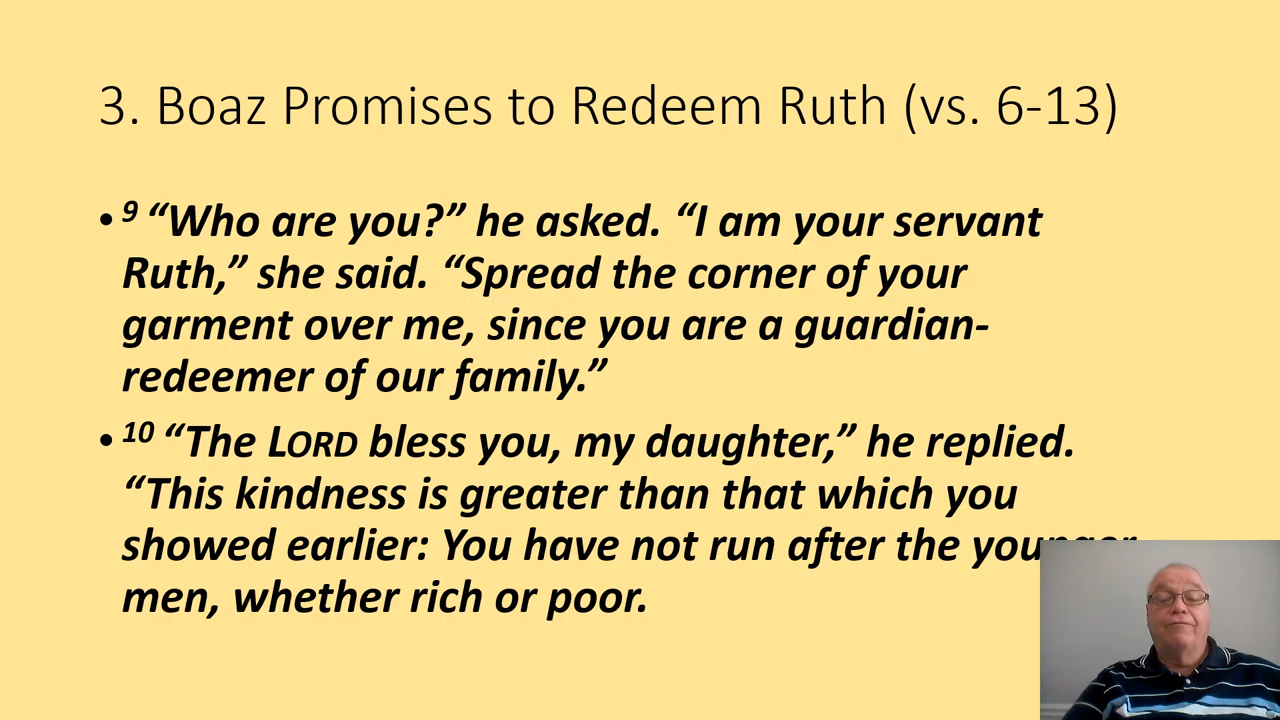 3. Boaz Promises to Redeem Ruth (vs. 6-13)
• 9 “Who are you?” he asked. “I am your servant
Ruth,” she said. “Spread the corner of your
garment over me, since you are a guardian-
redeemer of our family.”
• 10 “The LORD bless you, my daughter,” he replied.
“This kindness is greater than that which you
showed earlier: You have not run after the younger
men, whether rich or poor.